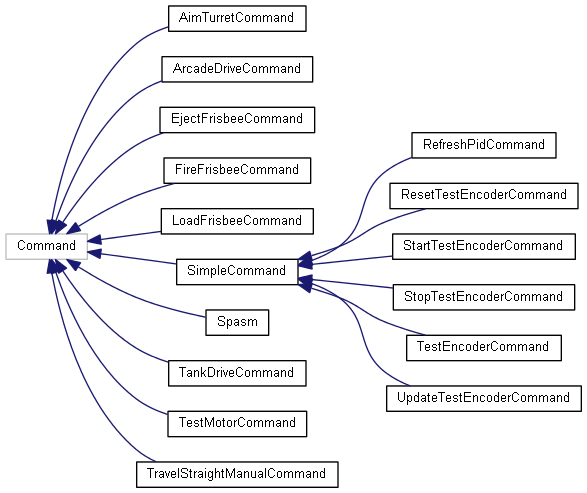 AimTurretCommand
ArcadeDriveCommand
EjectFrisbeeCommand
FireFrisbeeCommand
LoadFrisbeeCommand
Command
SimpleCommand
Spasm
TankDriveCommand
TestMotorCommand
TravelStraightManualCommand
RefreshPidCommand
ResetTestEncoderCommand
StartTestEncoderCommand
StopTestEncoderCommand
TestEncoderCommand
UpdateTestEncoderCommand